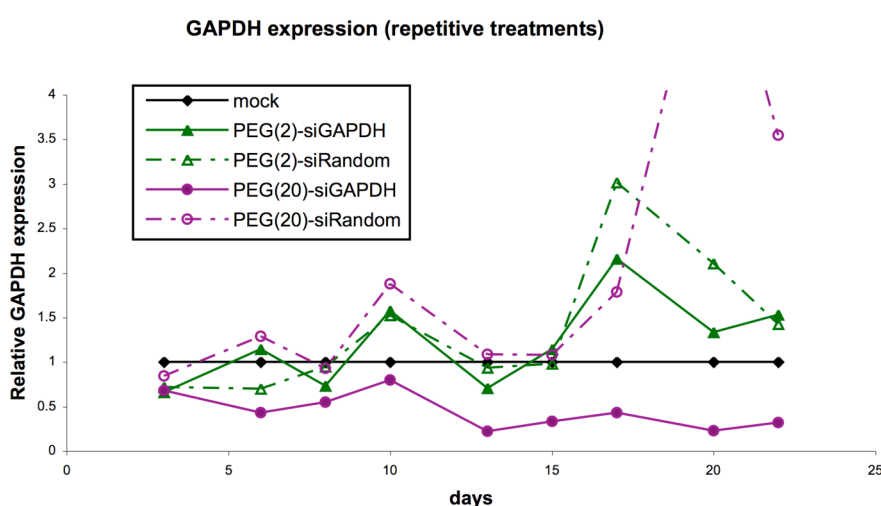 GAPDH expression (repetitive treatments)
4
3.5
3
2.5
2
1.5
1
0.5
0
Relative GAPDH expression
mock
PEG(2)-siGAPDH
PEG(2)-siRandom
PEG(20)-siGAPDH
PEG(20)-siRandom
0 5 10 15 20 25
days